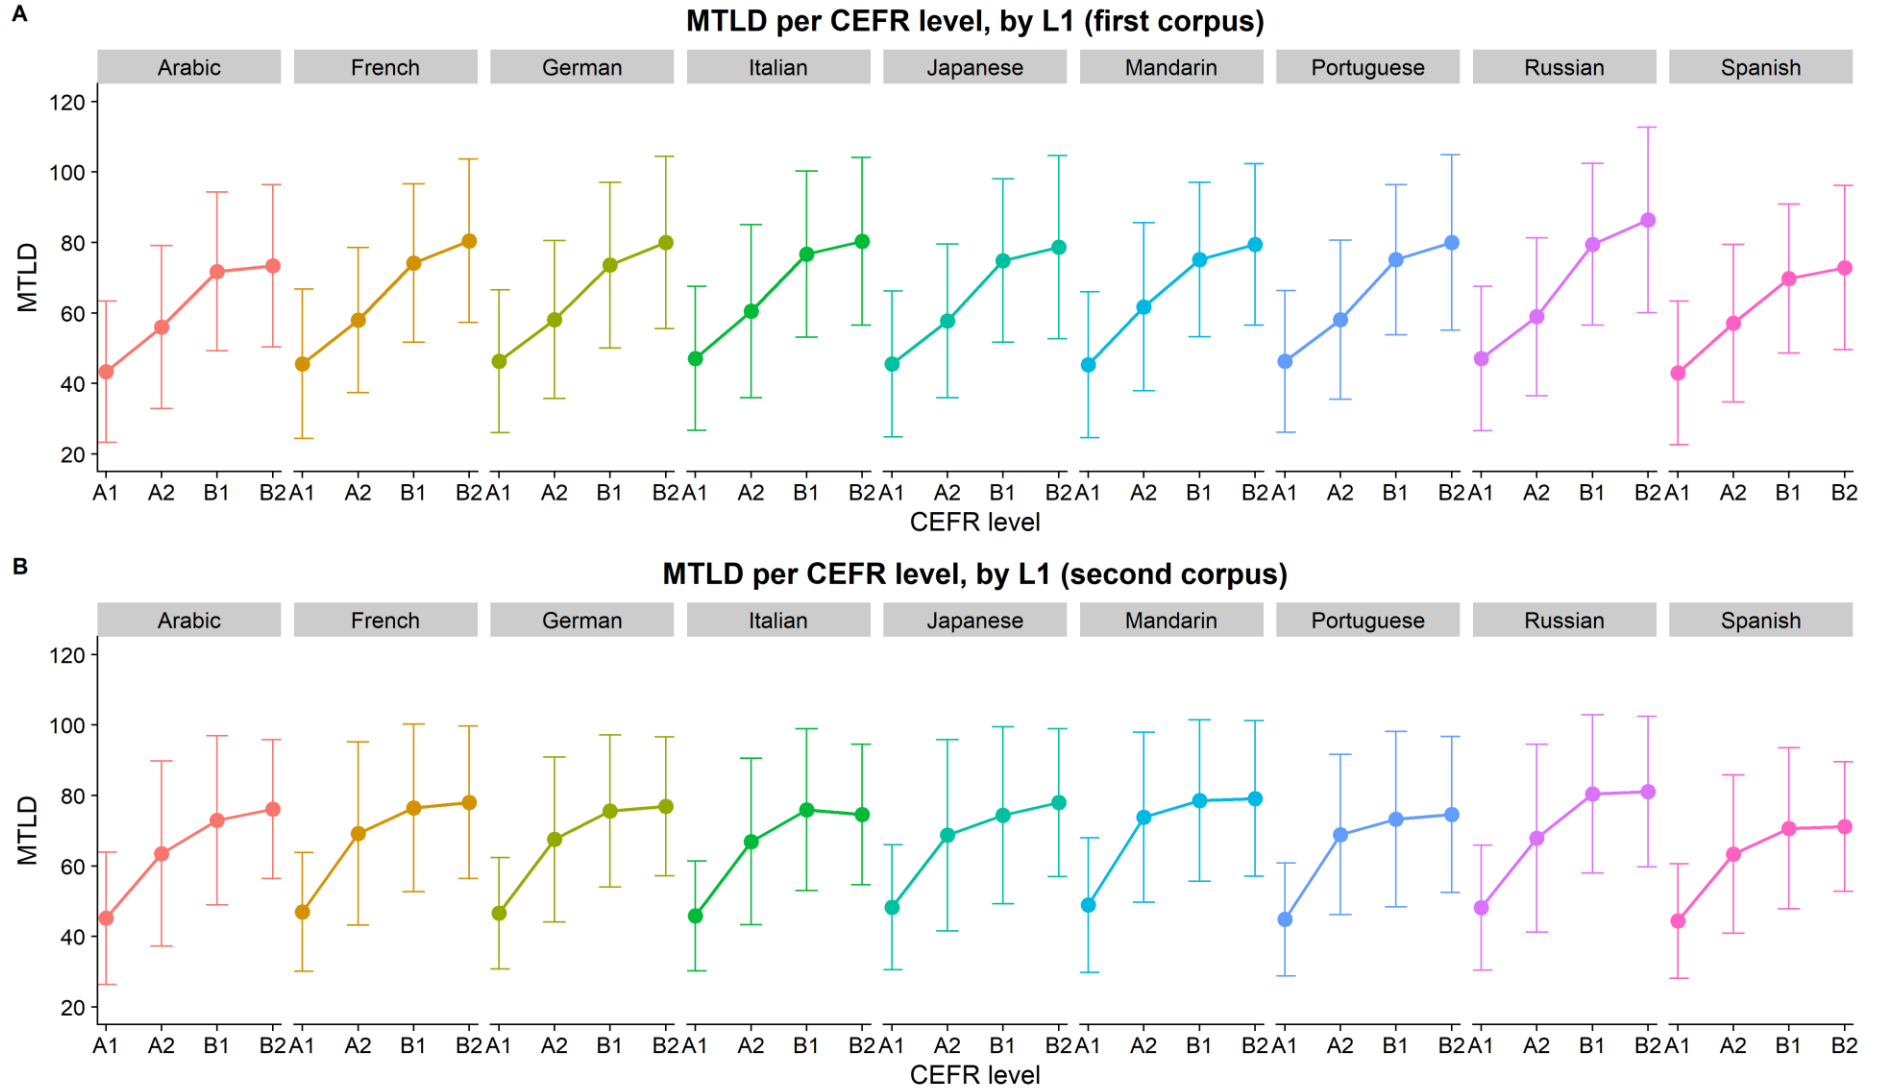 A
MTLD per CEFR level, by L1 (first corpus)
Arabic French German Italian Japanese Mandarin Portuguese Russian Spanish
120
100
80
60
40
20
MTLD
A1 A2 B1 B2 A1 A2 B1 B2 A1 A2 B1 B2 A1 A2 B1 B2 A1 A2 B1 B2 A1 A2 B1 B2 A1 A2 B1 B2 A1 A2 B1 B2 A1 A2 B1 B2
CEFR level
B
MTLD per CEFR level, by L1 (second corpus)
Arabic French German Italian Japanese Mandarin Portuguese Russian Spanish
120
100
80
60
40
20
MTLD
A1 A2 B1 B2 A1 A2 B1 B2 A1 A2 B1 B2 A1 A2 B1 B2 A1 A2 B1 B2 A1 A2 B1 B2 A1 A2 B1 B2 A1 A2 B1 B2 A1 A2 B1 B2
CEFR level